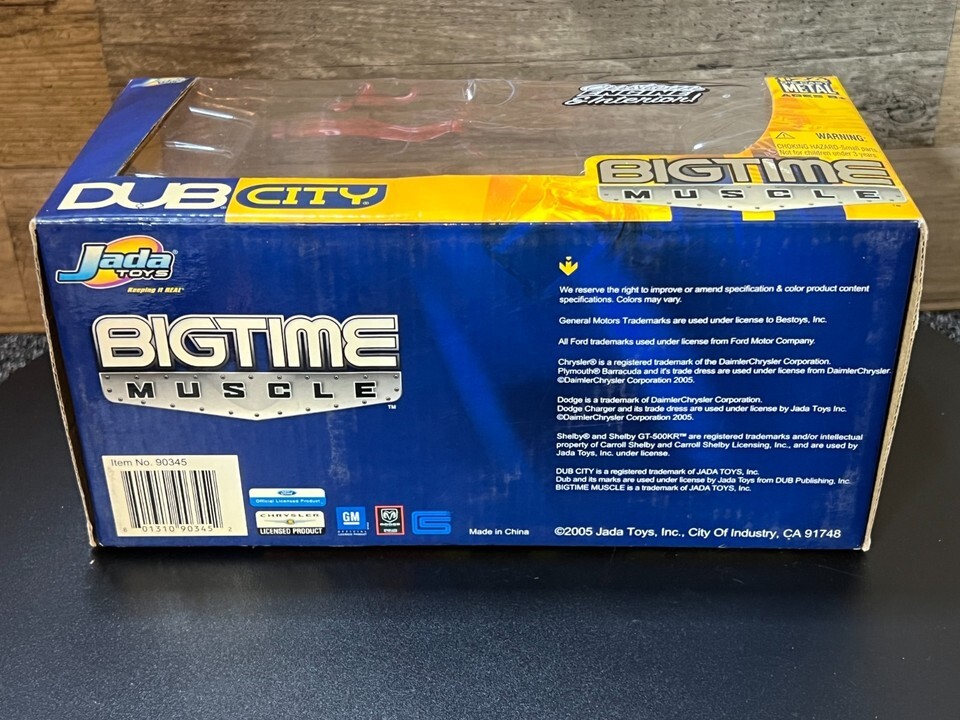 & Interior!
METAL
WARNING:
CHOKING HAZARD-Small parts
Not for children under 3 years
DUB CITY
BIGTIME
MUSCLE
Jada
TOYS
Keeping it REAL
BIGTIME
MUSCLE
TM
We reserve the right to improve or amend specification & color product content
specifications. Colors may vary.
General Motors Trademarks are used under license to Bestoys, Inc.
All Ford trademarks used under license from Ford Motor Company.
Chrysler® is a registered trademark of the DaimlerChrysler Corporation.
Plymouth® Barracuda and it's trade dress are used under license from DaimlerChrysler.
©DaimlerChrysler Corporation 2005.
Dodge is a trademark of DaimlerChrysler Corporation.
Dodge Charger and its trade dress are used under license by Jada Toys Inc.
©DaimlerChrysler Corporation 2005.
Shelby® and Shelby GT-500KR™ are registered trademarks and/or intellectual
property of Carroll Shelby and Carroll Shelby Licensing, Inc., and are used by
Jada Toys, Inc. under license.
DUB CITY is a registered trademark of JADA TOYS, Inc.
Dub and its marks are used under license by Jada Toys from DUB Publishing, Inc.
BIGTIME MUSCLE is a trademark of JADA TOYS, Inc.
Item No. 90345
8 01310 90345 2
Ford
Official Licensed Product
CHRYSLER
LICENSED PRODUCT
GM
Made in China
©2005 Jada Toys, Inc., City Of Industry, CA 91748